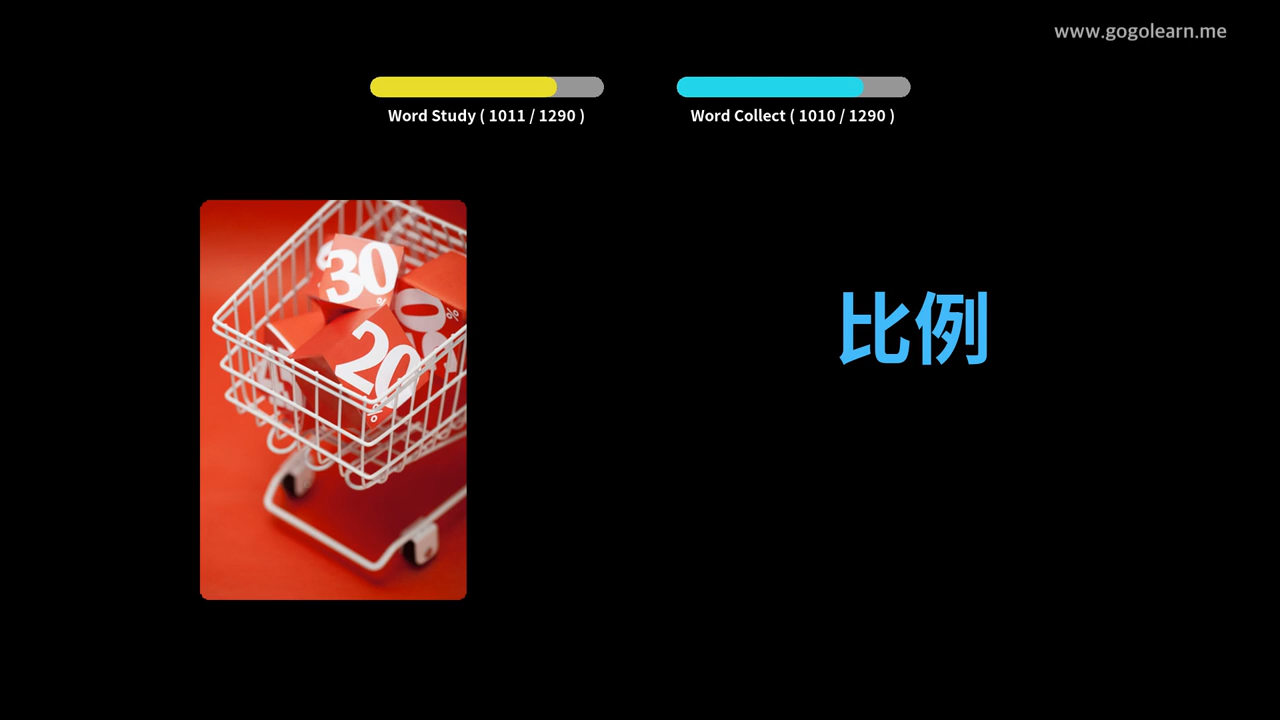 www.gogolearn.me
Word Study ( 1011 / 1290 )
Word Collect ( 1010 / 1290 )
30
%
20
%
%
比例